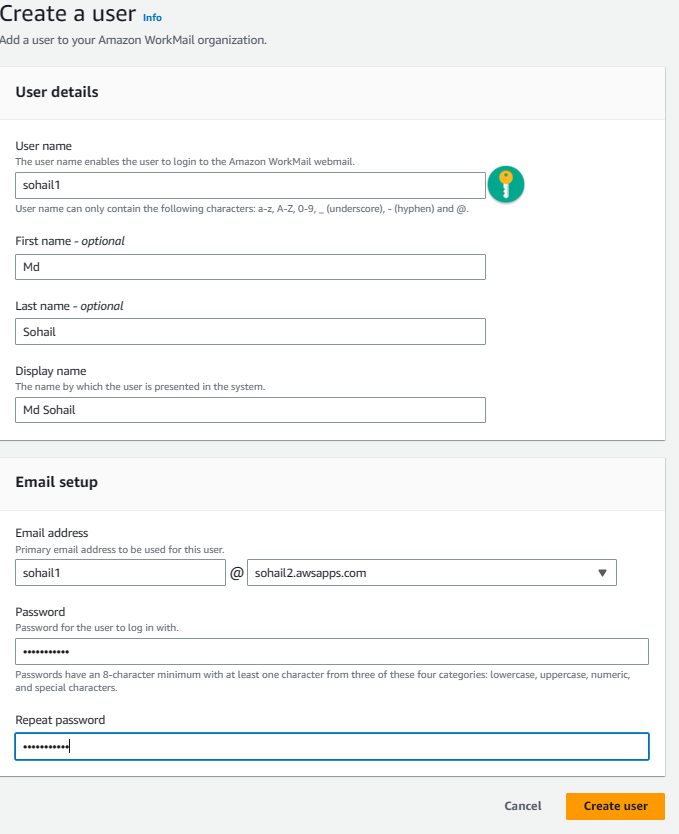 Create a user Info
Add a user to your Amazon WorkMail organization.
User details
User name
The user name enables the user to login to the Amazon WorkMail webmail.
sohail1
User name can only contain the following characters: a-z, A-Z, 0-9, _ (underscore), - (hyphen) and @.
First name - optional
Md
Last name - optional
Sohail
Display name
The name by which the user is presented in the system.
Md Sohail
Email setup
Email address
Primary email address to be used for this user.
sohail1 @ sohail2.awsapps.com
Password
Password for the user to log in with.
•••••••••••
Passwords have an 8-character minimum with at least one character from three of these four categories: lowercase, uppercase, numeric,
and special characters.
Repeat password
•••••••••••
Cancel Create user